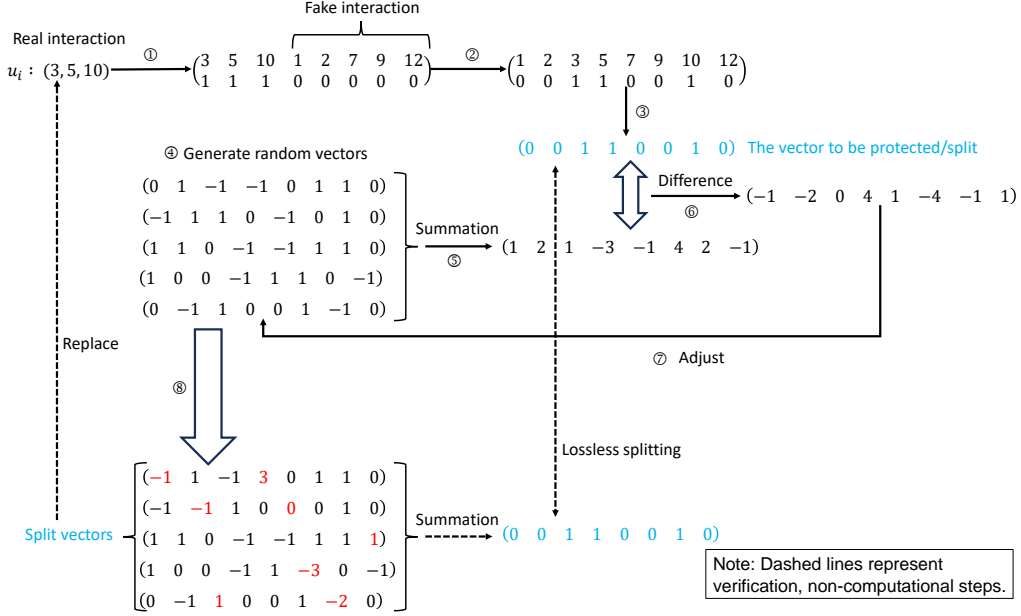 Fake interaction
Real interaction
①
②
u_i : (3, 5, 10)
(3 5 10 1 2 7 9 12
1 1 1 0 0 0 0 0)
(1 2 3 5 7 9 10 12
0 0 1 1 0 0 1 0)
③
(0 0 1 1 0 0 1 0) The vector to be protected/split
④ Generate random vectors
(0 1 −1 −1 0 1 1 0)
(−1 1 1 0 −1 0 1 0)
(1 1 0 −1 −1 1 1 0)
(1 0 0 −1 1 1 0 −1)
(0 −1 1 0 0 1 −1 0)
Difference
⑥
(−1 −2 0 4 1 −4 −1 1)
Summation
⑤
(1 2 1 −3 −1 4 2 −1)
⑦ Adjust
Replace
⑧
Lossless splitting
(−1 1 −1 3 0 1 1 0)
(−1 −1 1 0 0 0 1 0)
(1 1 0 −1 −1 1 1 1)
(1 0 0 −1 1 −3 0 −1)
(0 −1 1 0 0 1 −2 0)
Split vectors
Summation
(0 0 1 1 0 0 1 0)
Note: Dashed lines represent
verification, non-computational steps.